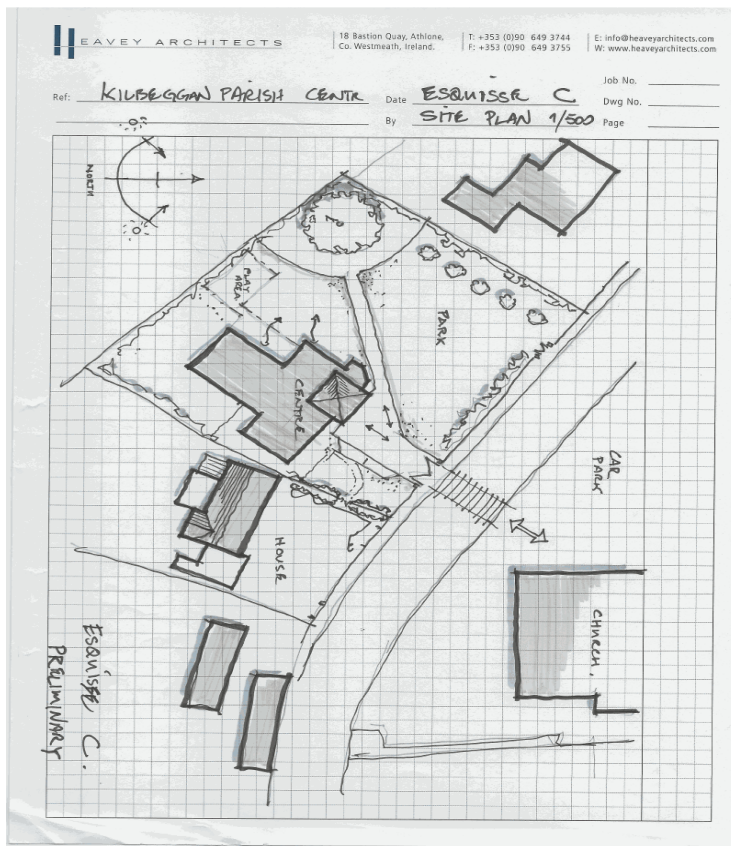 HEAVEY ARCHITECTS
18 Bastion Quay, Athlone,
Co. Westmeath, Ireland.
T: +353 (0)90 649 3744
F: +353 (0)90 649 3755
E: info@heaveyarchitects.com
W: www.heaveyarchitects.com
Job No.
Ref: KILBEGGAN PARISH CENTR
Date ESQUISSE C
Dwg No.
By SITE PLAN 1/500
Page
NORTH
PLAY
AREA
PARK
CENTRE
CAR
PARK
HOUSE
CHURCH.
ESQUISSE C.
PRELIMINARY